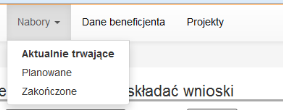 Nabory Dane beneficjenta Projekty
Aktualnie trwające
Planowane
Zakończone
składać wnioski